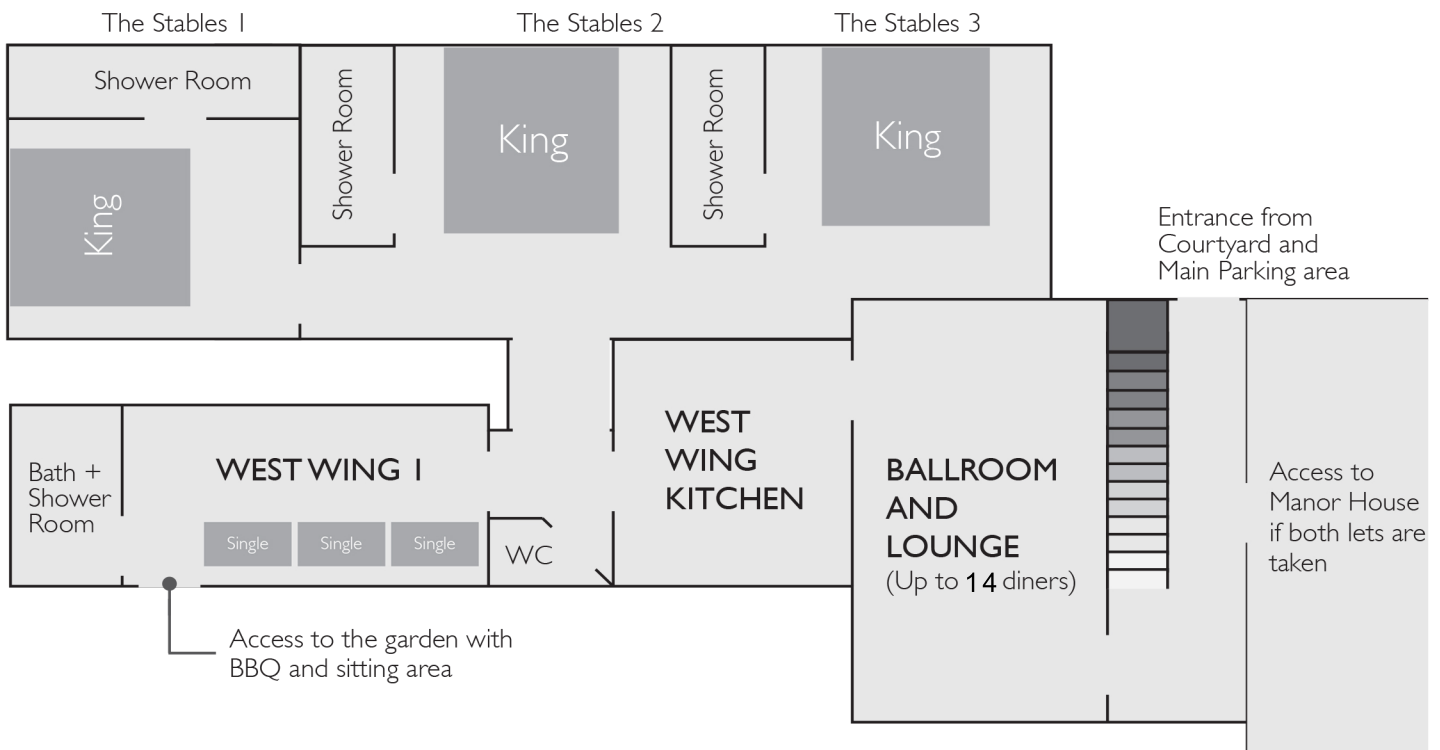 The Stables 1
The Stables 2
The Stables 3
Shower Room
Shower Room
Shower Room
King
King
King
Entrance from
Courtyard and
Main Parking area
Bath +
Shower
Room
WEST WING 1
Single
Single
Single
WC
WEST
WING
KITCHEN
BALLROOM
AND
LOUNGE
(Up to 14 diners)
Access to
Manor House
if both lets are
taken
Access to the garden with
BBQ and sitting area